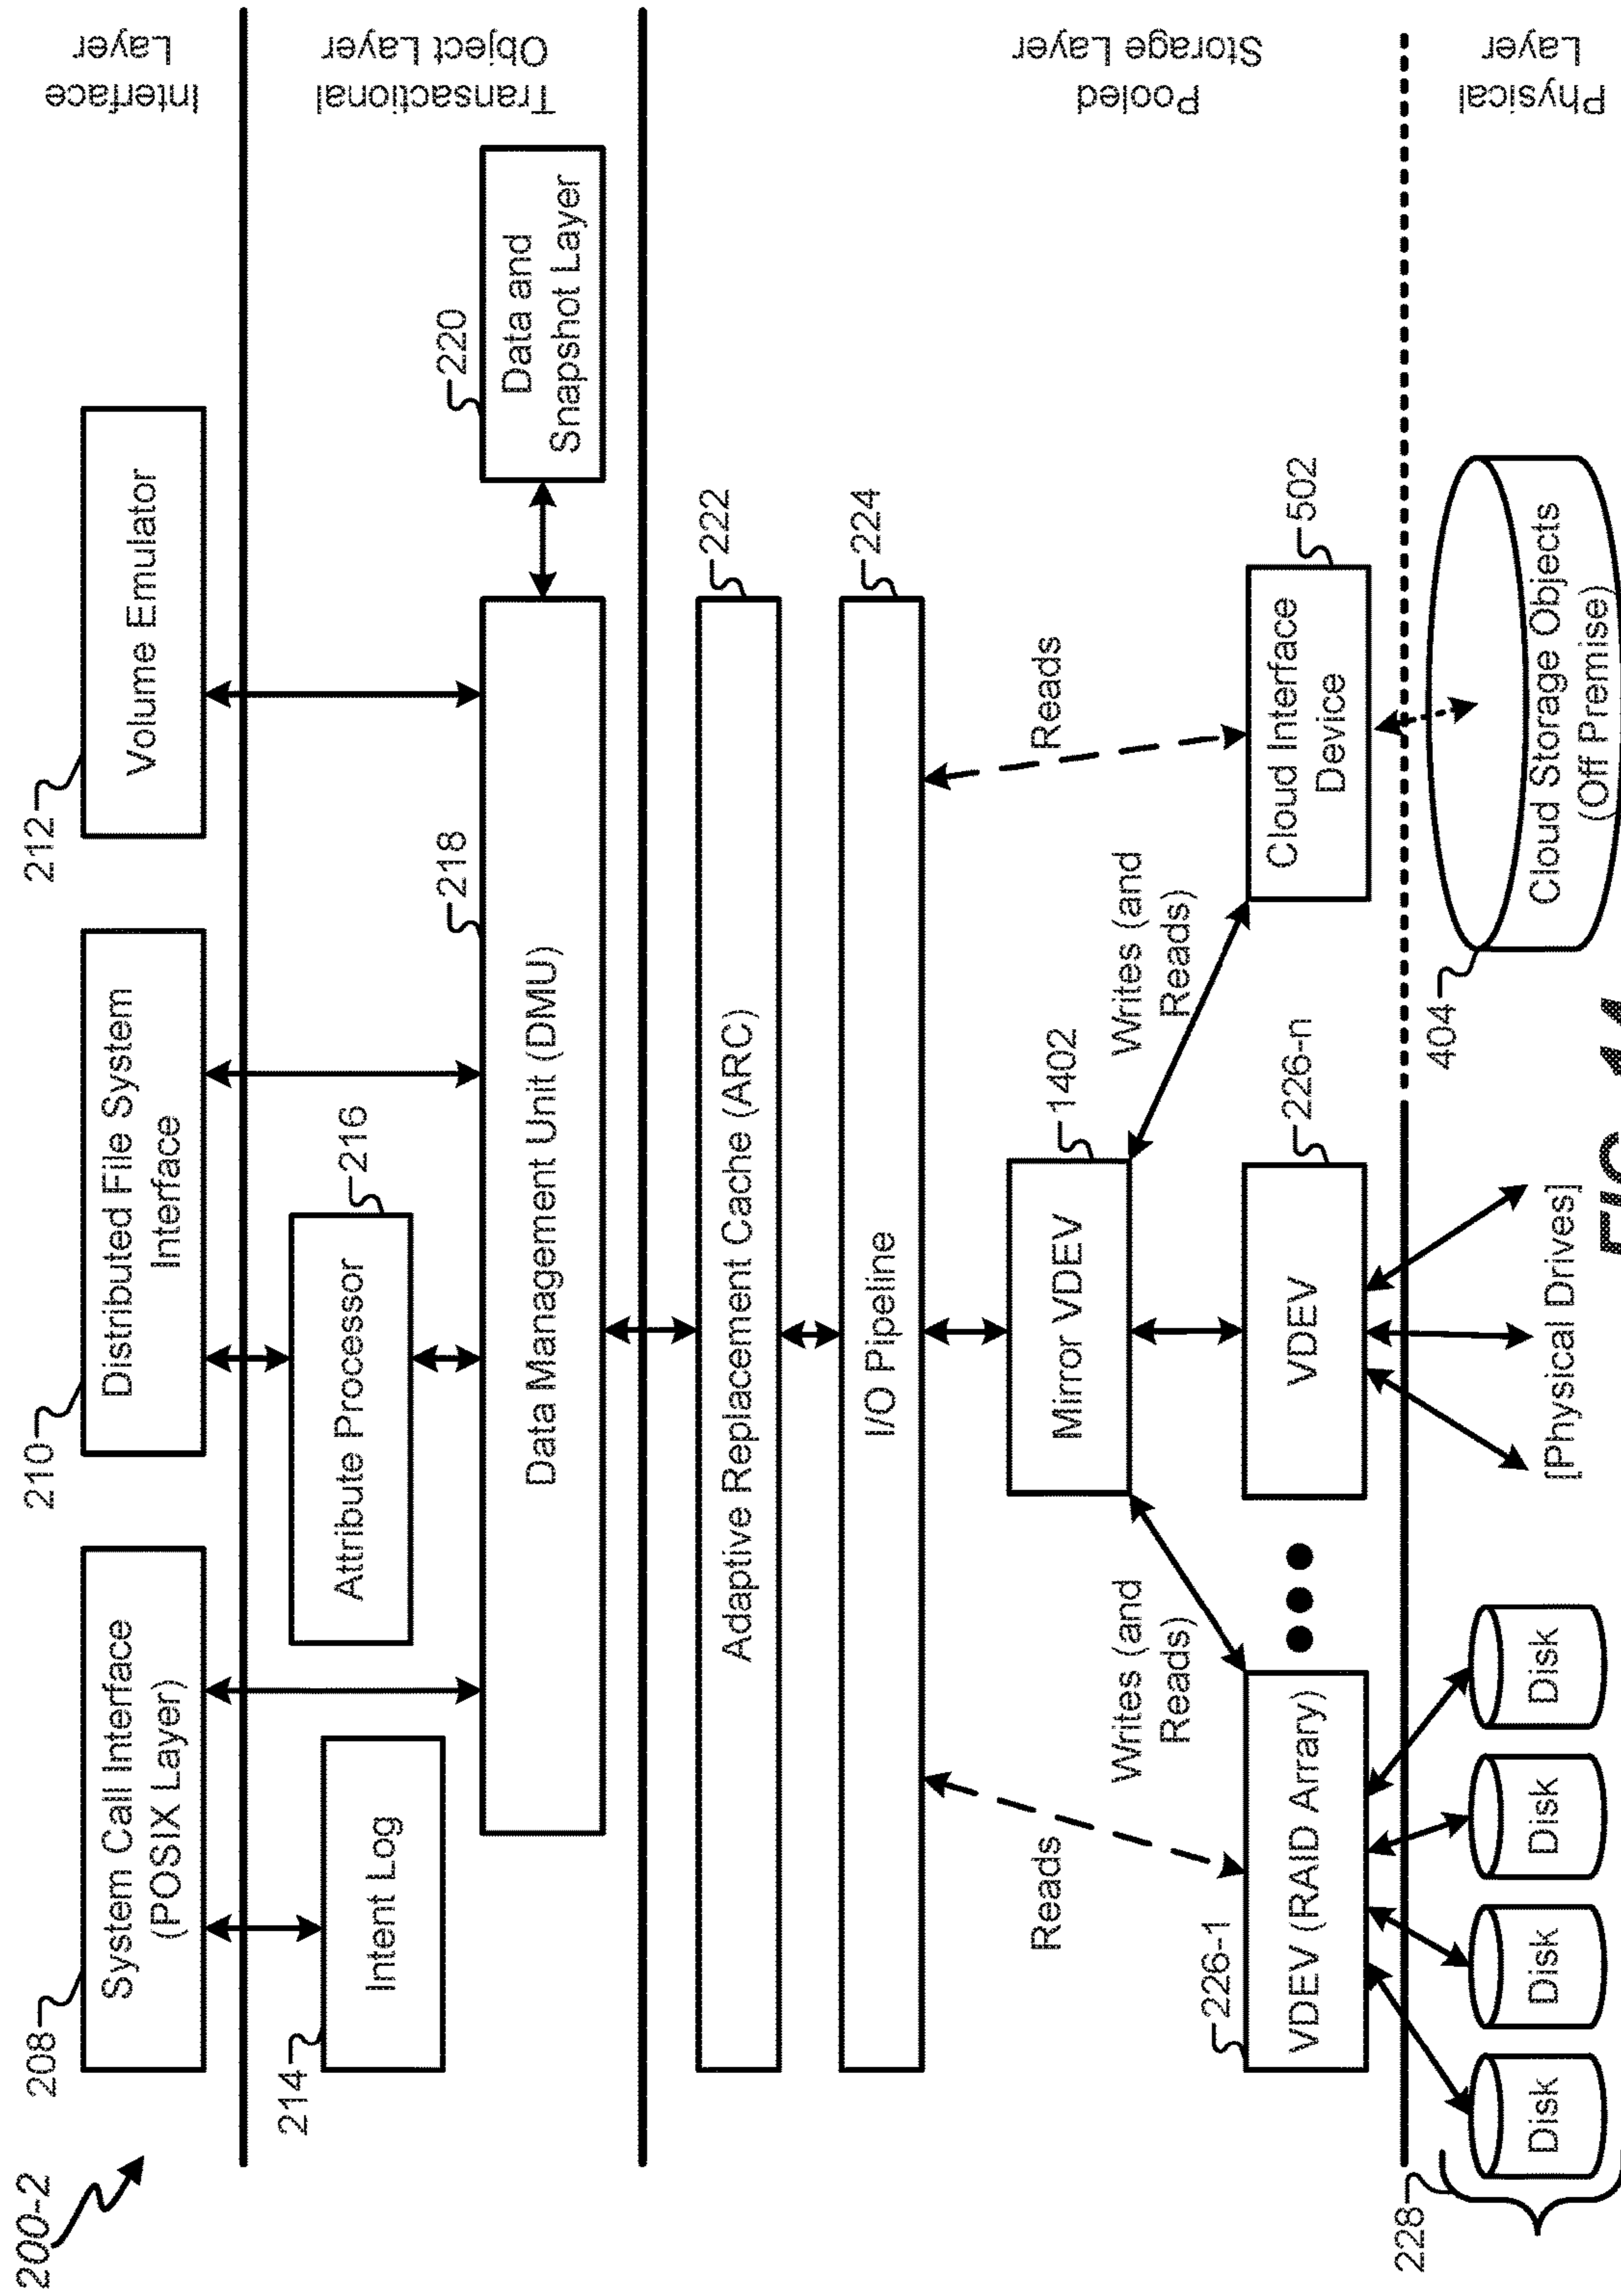 200-2
208
System Call Interface
(POSIX Layer)
210
Distributed File System
Interface
212
Volume Emulator
Interface
Layer
214
Intent Log
Attribute Processor
216
Transactional
Object Layer
218
Data Management Unit (DMU)
220
Data and
Snapshot Layer
222
Adaptive Replacement Cache (ARC)
224
I/O Pipeline
Pooled
Storage Layer
Reads
Writes (and
Reads)
Mirror VDEV
1402
Writes (and
Reads)
Reads
226-1
VDEV (RAID Arrary)
VDEV
226-n
Cloud Interface
Device
502
228
Disk
Disk
Disk
Disk
[Physical Drives]
404
Cloud Storage Objects
(Off Premise)
Physical
Layer